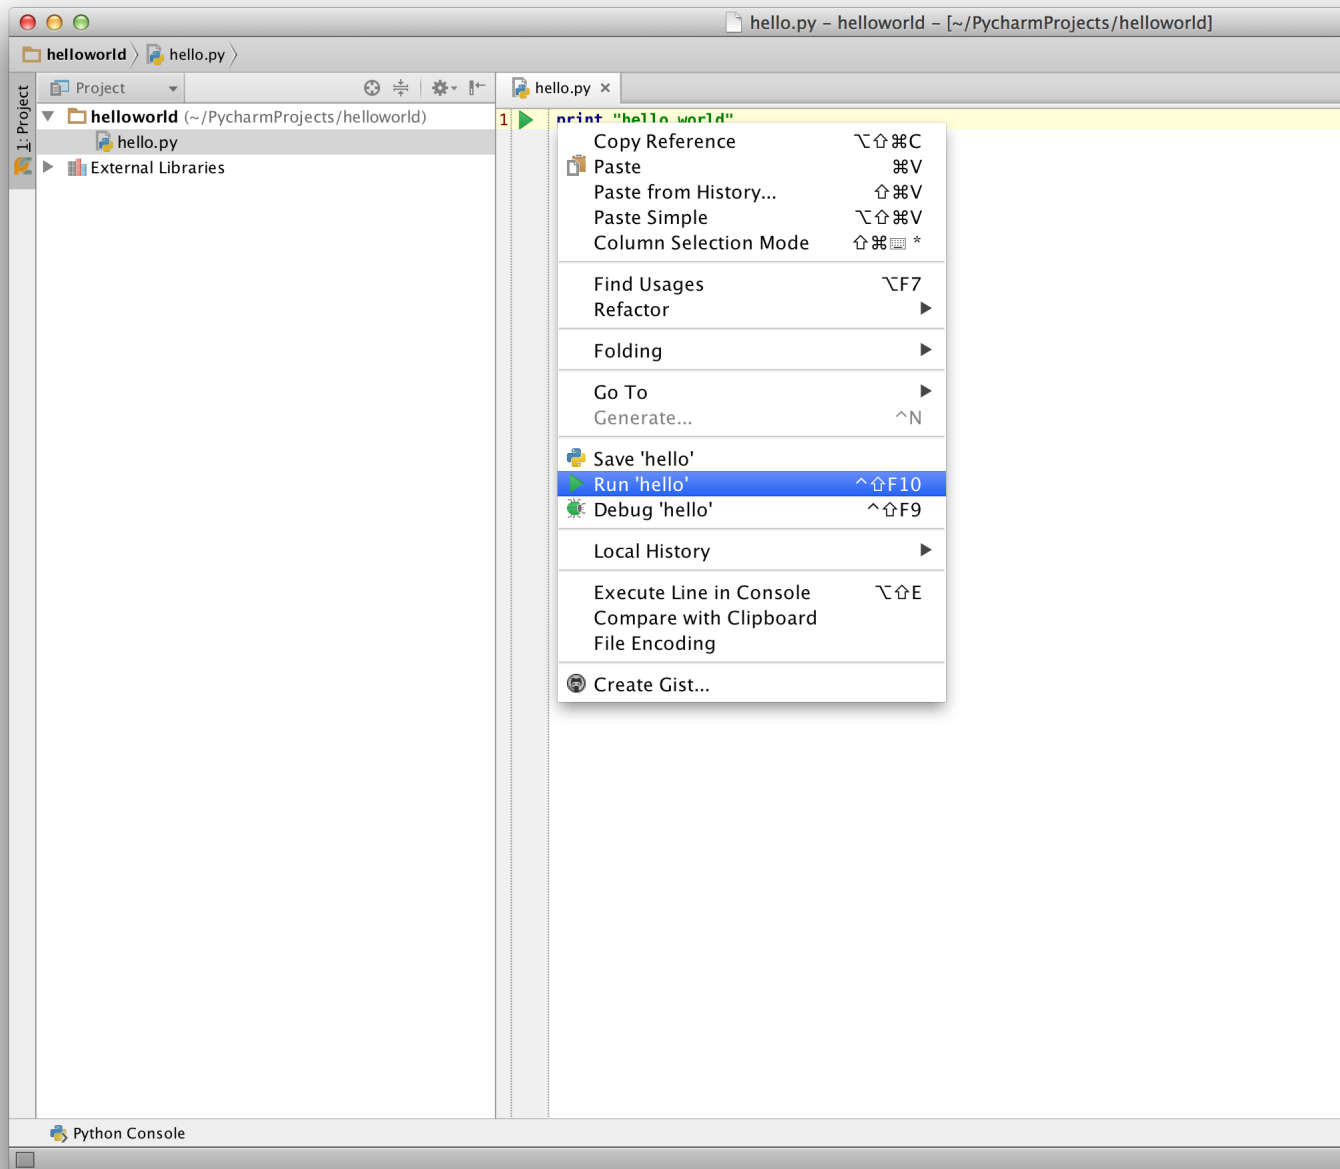 hello.py – helloworld – [~/PycharmProjects/helloworld]
helloworld hello.py
1: Project
Project
hello.py
helloworld (~/PycharmProjects/helloworld)
hello.py
External Libraries
1 print "hello world"
Copy Reference ⌥⇧⌘C
Paste ⌘V
Paste from History... ⇧⌘V
Paste Simple ⌥⇧⌘V
Column Selection Mode ⇧⌘⌨ *
Find Usages ⌥F7
Refactor
Folding
Go To
Generate... ^N
Save 'hello'
Run 'hello' ^⇧F10
Debug 'hello' ^⇧F9
Local History
Execute Line in Console ⌥⇧E
Compare with Clipboard
File Encoding
Create Gist...
Python Console